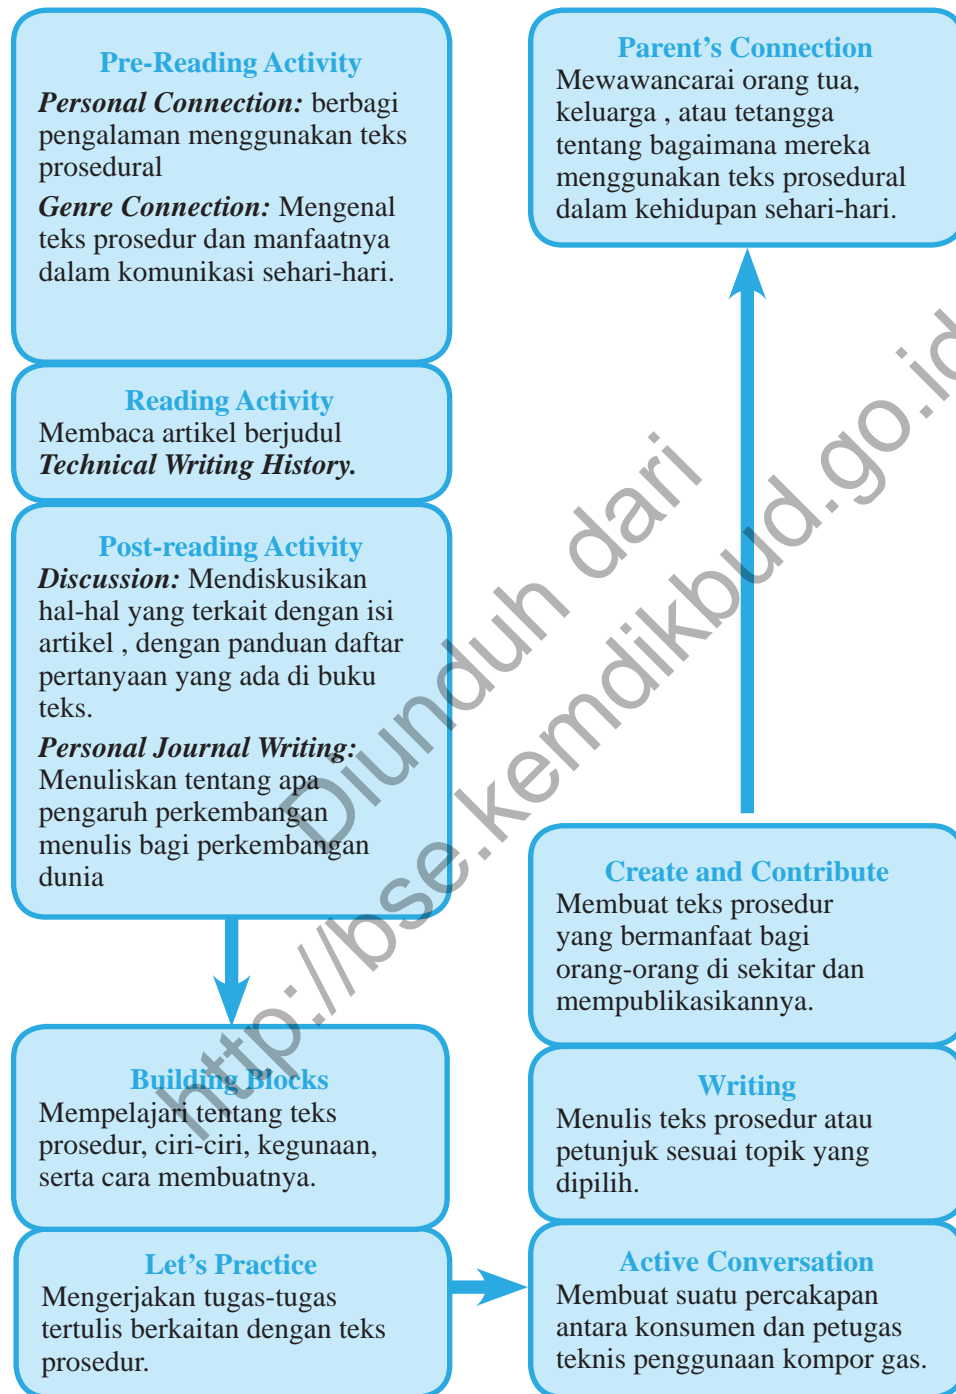 Pre-Reading Activity
Personal Connection: berbagi
pengalaman menggunakan teks
prosedural
Genre Connection: Mengenal
teks prosedur dan manfaatnya
dalam komunikasi sehari-hari.
Reading Activity
Membaca artikel berjudul
Technical Writing History.
Post-reading Activity
Discussion: Mendiskusikan
hal-hal yang terkait dengan isi
artikel , dengan panduan daftar
pertanyaan yang ada di buku
teks.
Personal Journal Writing:
Menuliskan tentang apa
pengaruh perkembangan
menulis bagi perkembangan
dunia
Building Blocks
Mempelajari tentang teks
prosedur, ciri-ciri, kegunaan,
serta cara membuatnya.
Let's Practice
Mengerjakan tugas-tugas
tertulis berkaitan dengan teks
prosedur.
Active Conversation
Membuat suatu percakapan
antara konsumen dan petugas
teknis penggunaan kompor gas.
Writing
Menulis teks prosedur atau
petunjuk sesuai topik yang
dipilih.
Create and Contribute
Membuat teks prosedur
yang bermanfaat bagi
orang-orang di sekitar dan
mempublikasikannya.
Parent's Connection
Mewawancarai orang tua,
keluarga , atau tetangga
tentang bagaimana mereka
menggunakan teks prosedural
dalam kehidupan sehari-hari.
Diunduh dari
http://bse.kemdikbud.go.id